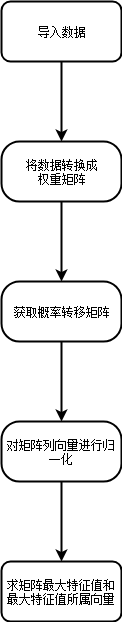 导入数据
将数据转换成
权重矩阵
获取概率转移矩阵
对矩阵列向量进行归
一化
求矩阵最大特征值和
最大特征值所属向量